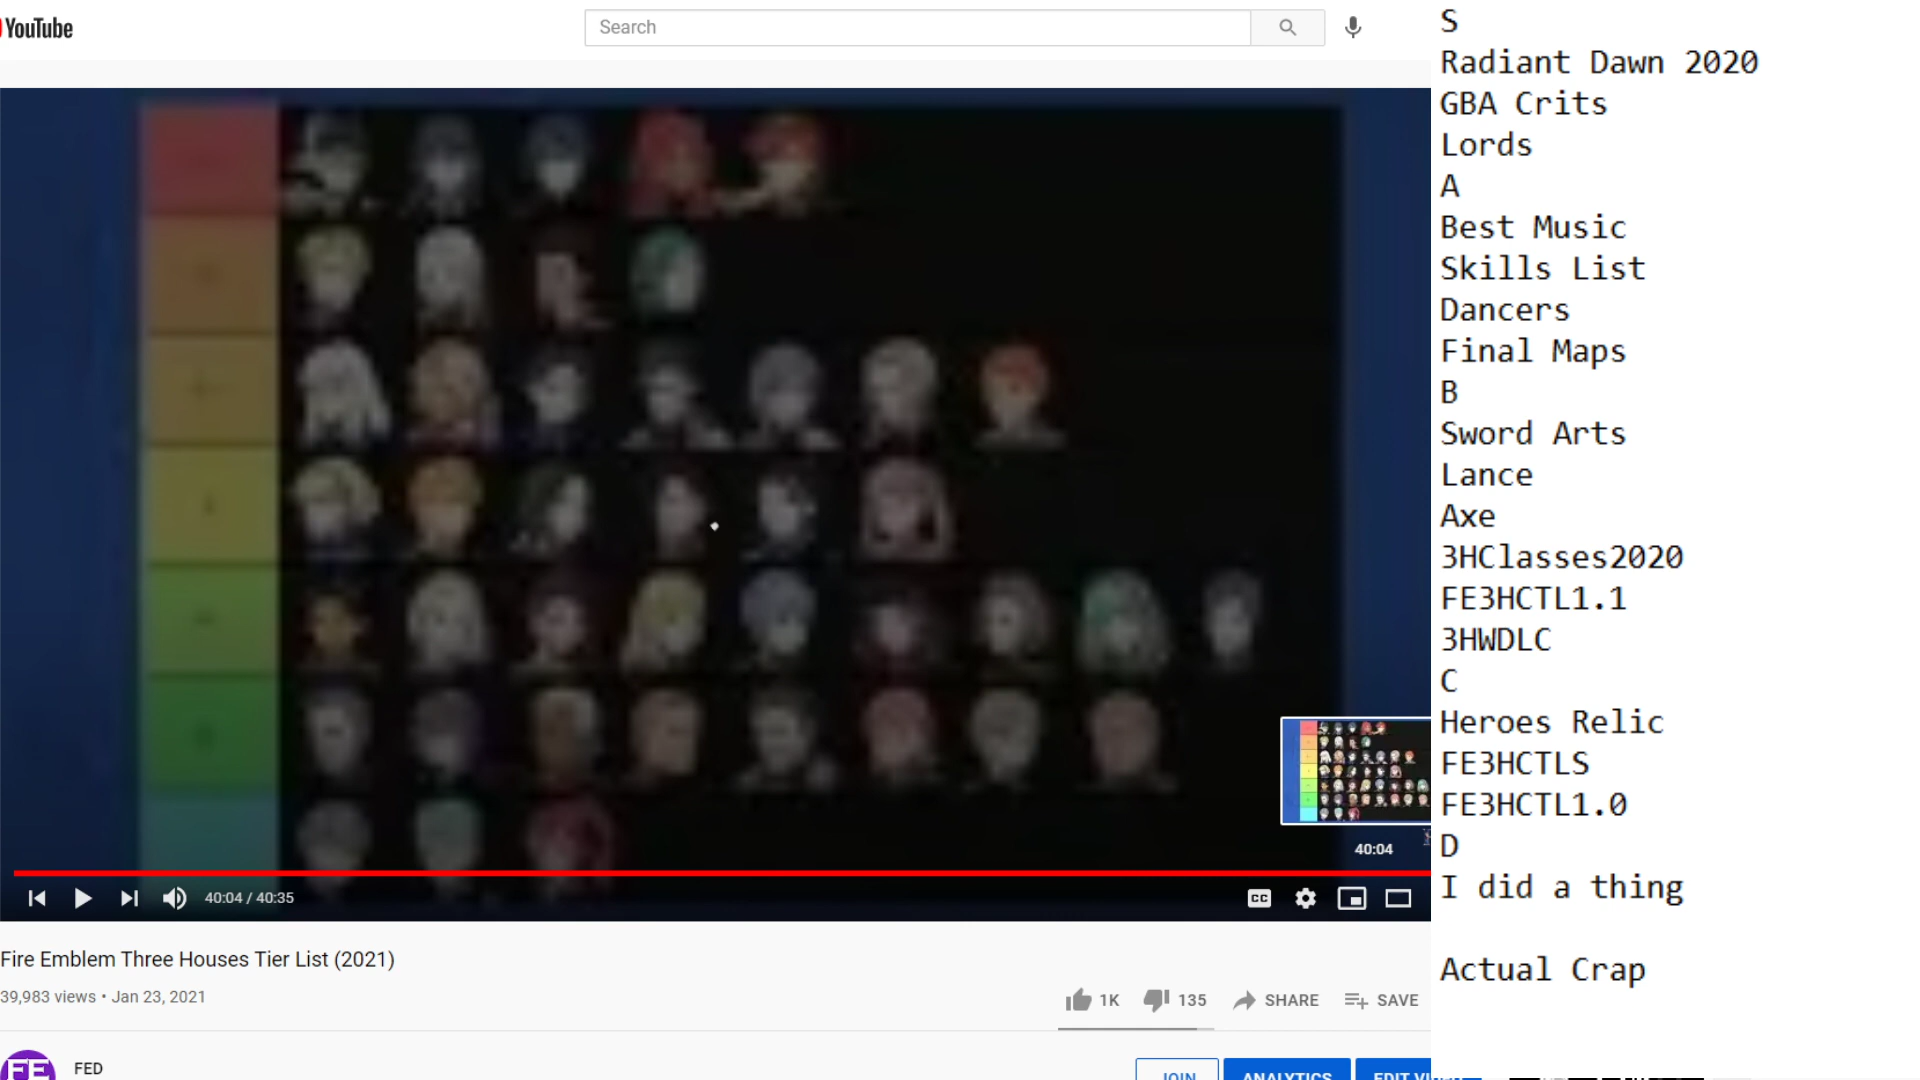 YouTube
Search
40:04
40:04 / 40:35
CC
Fire Emblem Three Houses Tier List (2021)
39,983 views • Jan 23, 2021
1K
135
SHARE
SAVE
FE
FED
JOIN
ANALYTICS
S
Radiant Dawn 2020
GBA Crits
Lords
A
Best Music
Skills List
Dancers
Final Maps
B
Sword Arts
Lance
Axe
3HClasses2020
FE3HCTL1.1
3HWDLC
C
Heroes Relic
FE3HCTLS
FE3HCTL1.0
D
I did a thing
Actual Crap